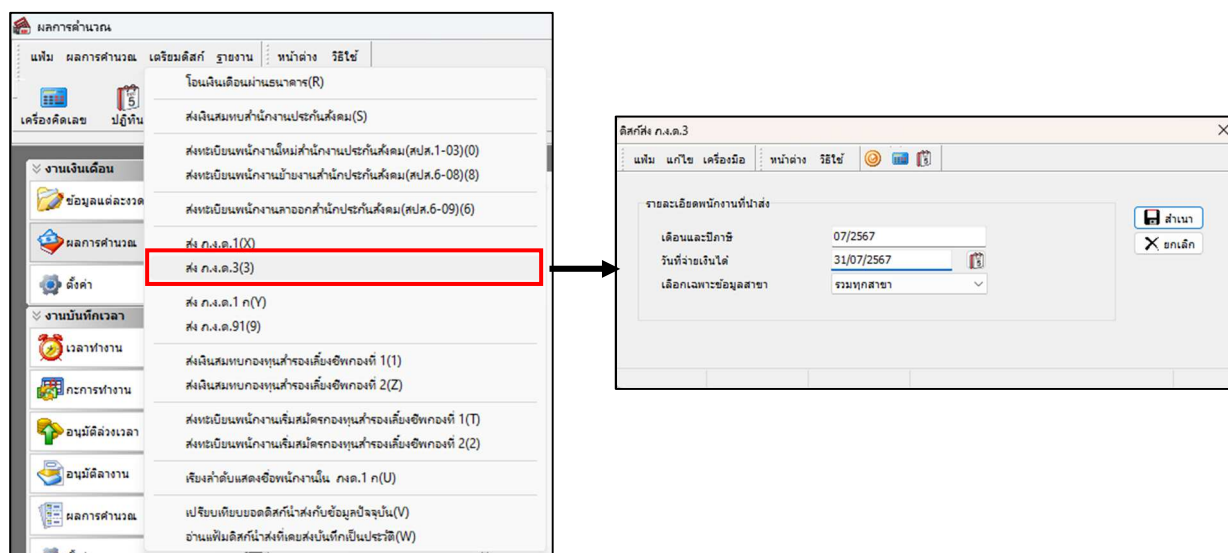 ผลการคำนวณ
แฟ้ม ผลการคำนวณ เตรียมดิสก์ รายงาน หน้าต่าง วิธีใช้
เครื่องคิดเลข ปฏิทิน
งานเงินเดือน
ข้อมูลแต่ละงวด
ผลการคำนวณ
ตั้งค่า
งานบันทึกเวลา
เวลาทำงาน
กะการทำงาน
อนุมัติล่วงเวลา
อนุมัติลางาน
ผลการคำนวณ
โอนเงินเดือนผ่านธนาคาร(R)
ส่งเงินสมทบสำนักงานประกันสังคม(S)
ส่งทะเบียนพนักงานใหม่สำนักงานประกันสังคม(สปส.1-03)(0)
ส่งทะเบียนพนักงานย้ายงานสำนักประกันสังคม(สปส.6-08)(8)
ส่งทะเบียนพนักงานลาออกสำนักประกันสังคม(สปส.6-09)(6)
ส่ง ภ.ง.ด.1(X)
ส่ง ภ.ง.ด.3(3)
ส่ง ภ.ง.ด.1 ก(Y)
ส่ง ภ.ง.ด.91(9)
ส่งเงินสมทบกองทุนสำรองเลี้ยงชีพกองที่ 1(1)
ส่งเงินสมทบกองทุนสำรองเลี้ยงชีพกองที่ 2(Z)
ส่งทะเบียนพนักงานเริ่มสมัครกองทุนสำรองเลี้ยงชีพกองที่ 1(T)
ส่งทะเบียนพนักงานเริ่มสมัครกองทุนสำรองเลี้ยงชีพกองที่ 2(2)
เรียงลำดับแสดงชื่อพนักงานใน ภงด.1 ก(U)
เปรียบเทียบยอดดิสก์นำส่งกับข้อมูลปัจจุบัน(V)
อ่านแฟ้มดิสก์นำส่งที่เคยส่งบันทึกเป็นประวัติ(W)
ดิสก์ส่ง ภ.ง.ด.3
แฟ้ม แก้ไข เครื่องมือ หน้าต่าง วิธีใช้
รายละเอียดพนักงานที่นำส่ง
เดือนและปีภาษี 07/2567
วันที่จ่ายเงินได้ 31/07/2567
เลือกเฉพาะข้อมูลสาขา รวมทุกสาขา
สำเนา
ยกเลิก